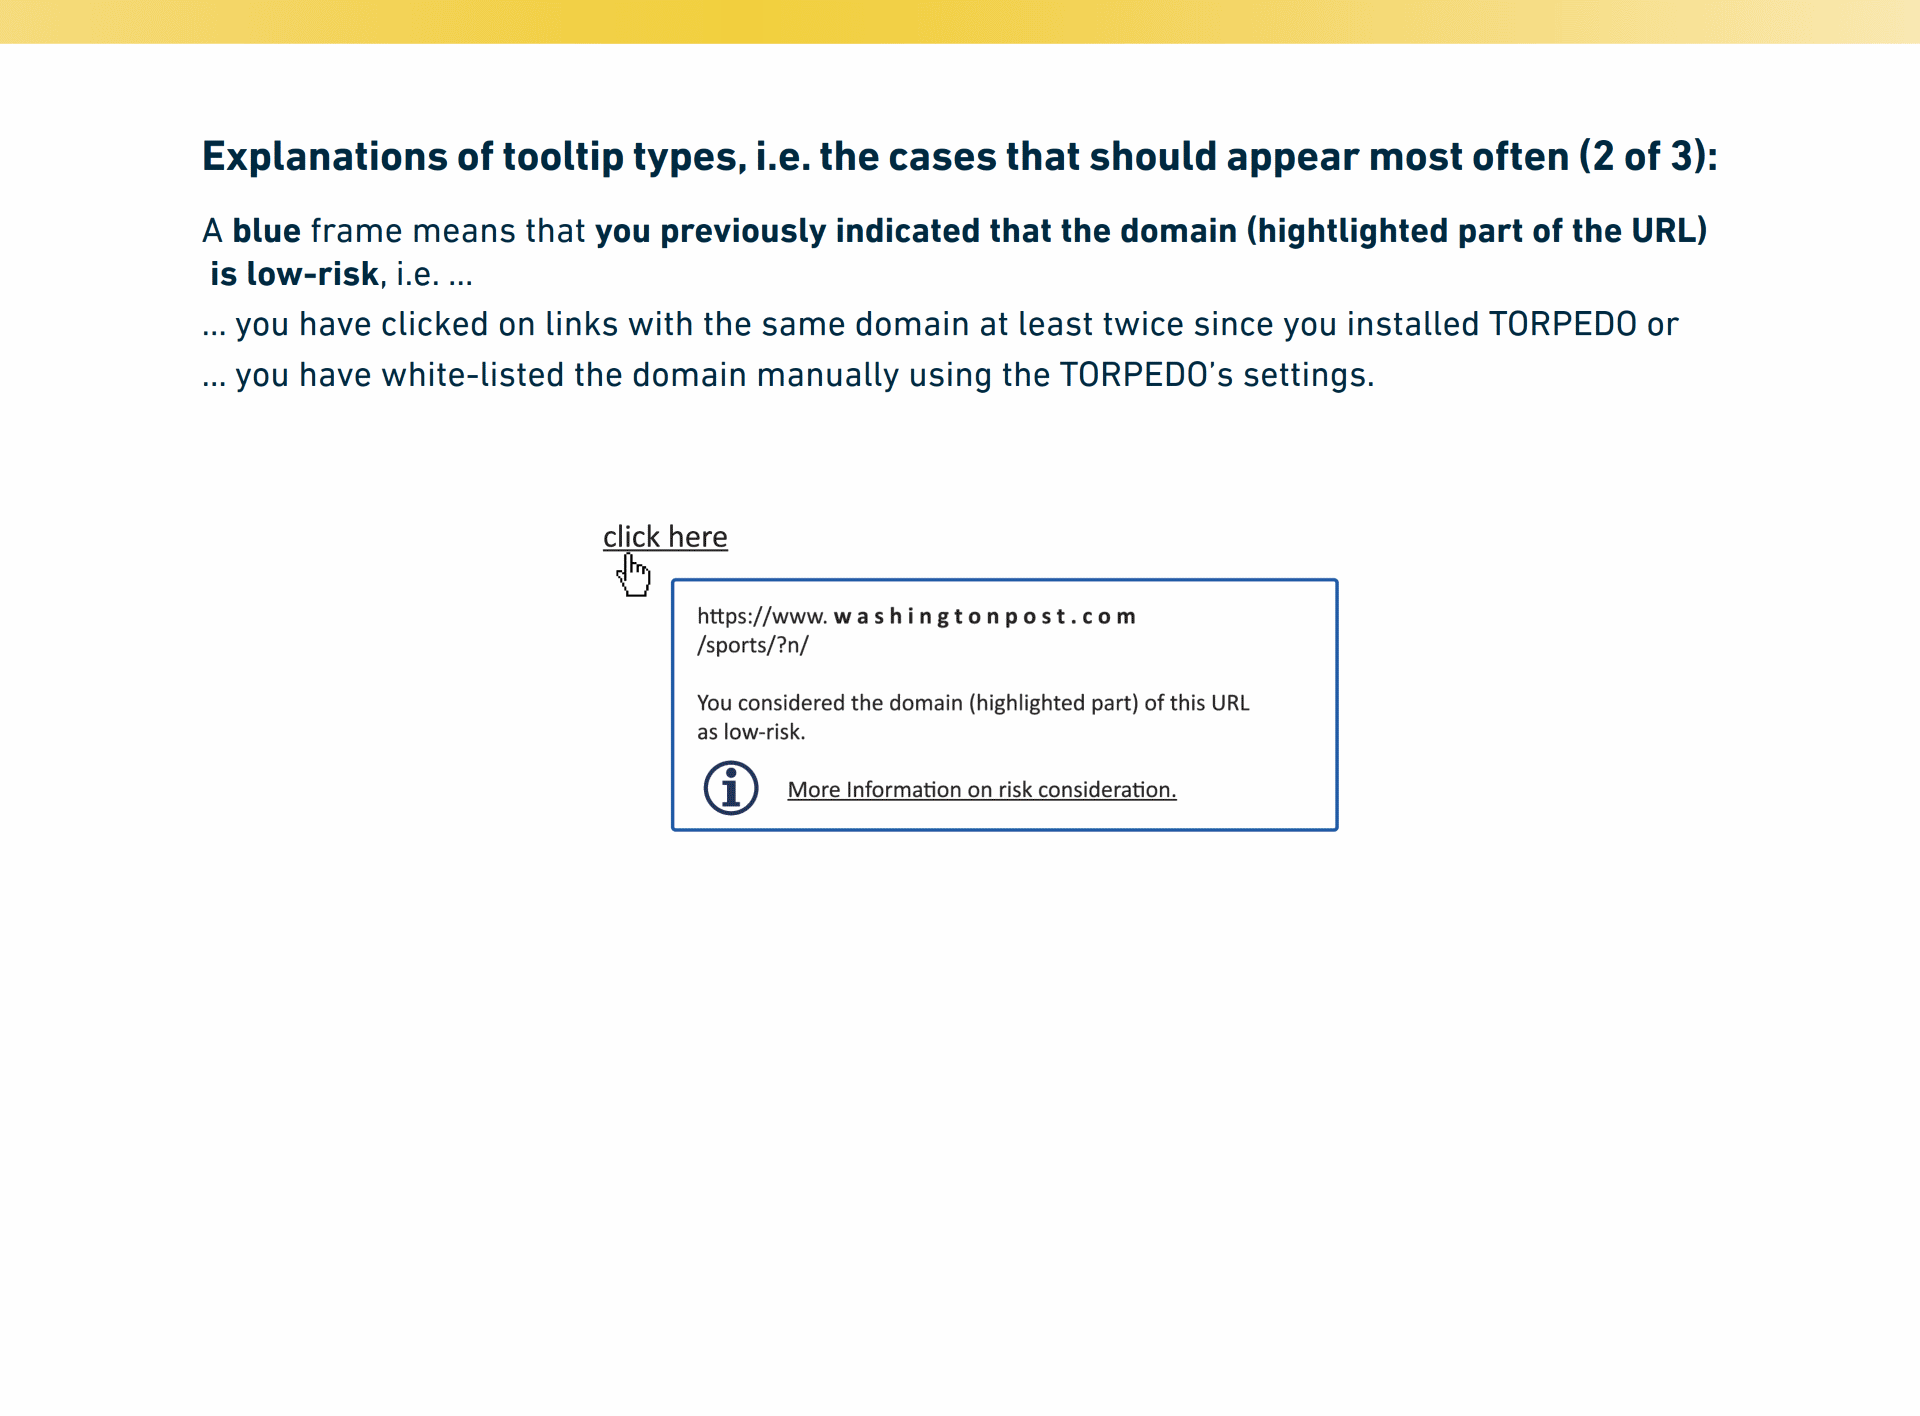 Explanations of tooltip types, i.e. the cases that should appear most often (2 of 3):
A blue frame means that you previously indicated that the domain (hightlighted part of the URL)
is low-risk, i.e. ...
... you have clicked on links with the same domain at least twice since you installed TORPEDO or
... you have white-listed the domain manually using the TORPEDO’s settings.
click here
https://www. washingtonpost.com
/sports/?n/
You considered the domain (highlighted part) of this URL
as low-risk.
More Information on risk consideration.